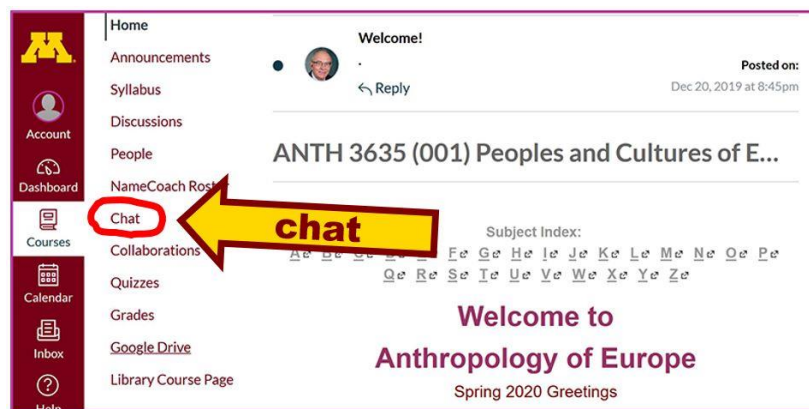 M
Account
Dashboard
Courses
Calendar
Inbox
Help
Home
Announcements
Syllabus
Discussions
People
NameCoach Roster
Chat
Collaborations
Quizzes
Grades
Google Drive
Library Course Page
chat
Welcome!
.
Reply
Posted on:
Dec 20, 2019 at 8:45pm
ANTH 3635 (001) Peoples and Cultures of E...
Subject Index:
A B C D E F G H I J K L M N O P
Q R S T U V W X Y Z
Welcome to
Anthropology of Europe
Spring 2020 Greetings